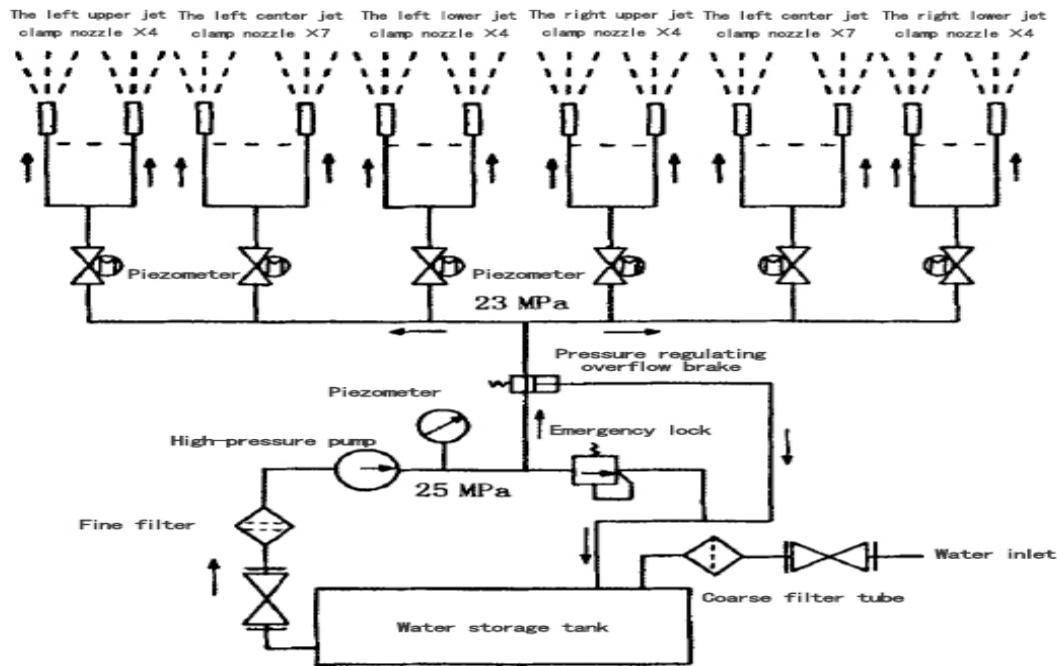 The left upper jet
clamp nozzle ×4
The left center jet
clamp nozzle ×7
The left lower jet
clamp nozzle ×4
The right upper jet
clamp nozzle ×4
The left center jet
clamp nozzle ×7
The right lower jet
clamp nozzle ×4
Piezometer
Piezometer
23 MPa
Pressure regulating
overflow brake
Piezometer
Emergency lock
High-pressure pump
25 MPa
Fine filter
Water inlet
Coarse filter tube
Water storage tank